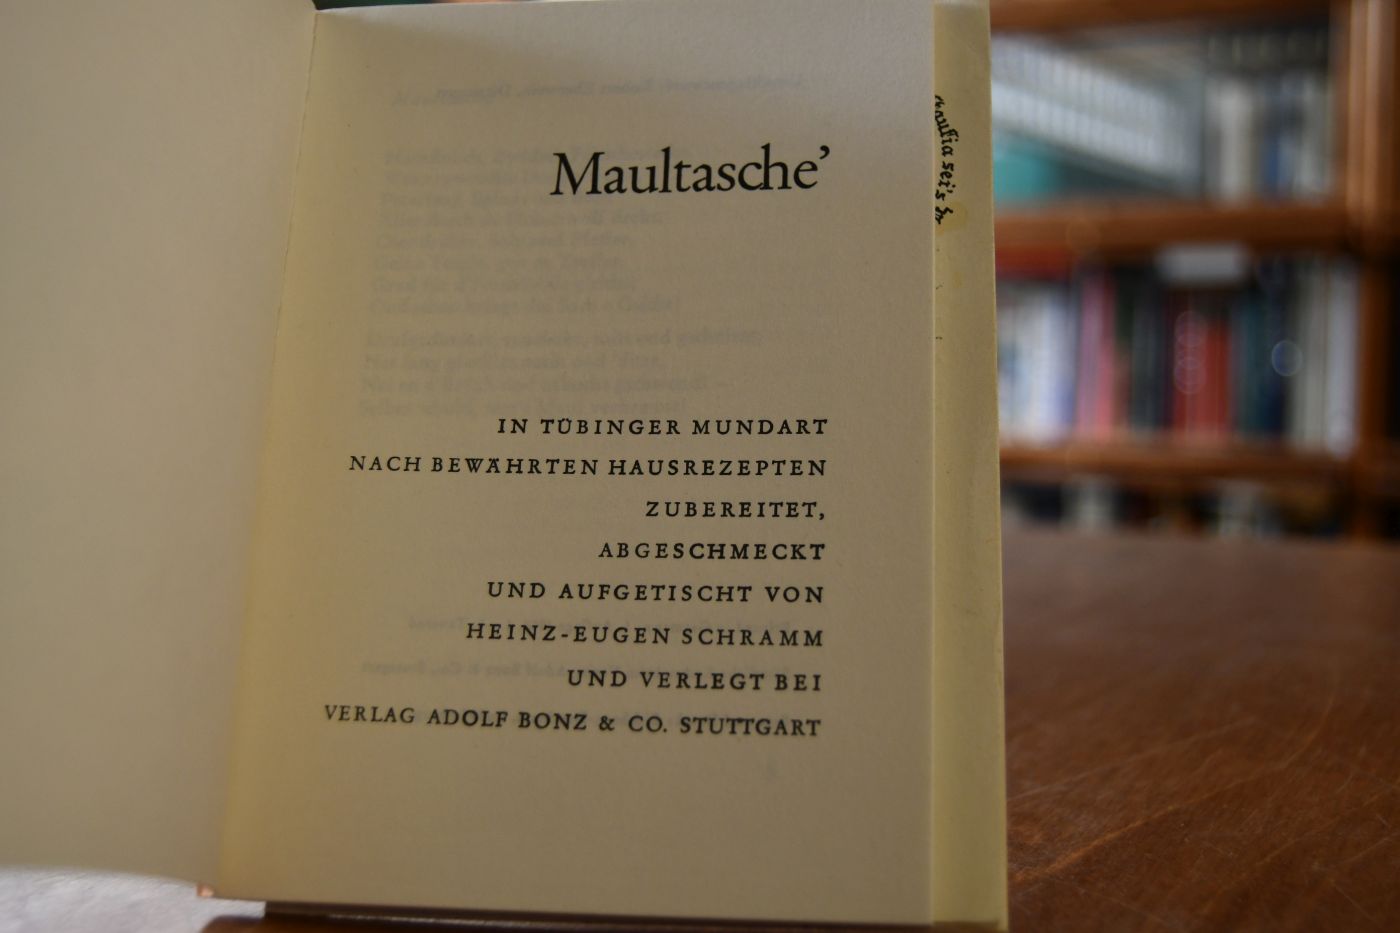 Maultasche’
IN TÜBINGER MUNDART
NACH BEWÄHRTEN HAUSREZEPTEN
ZUBEREITET,
ABGESCHMECKT
UND AUFGETISCHT VON
HEINZ-EUGEN SCHRAMM
UND VERLEGT BEI
VERLAG ADOLF BONZ & CO. STUTTGART